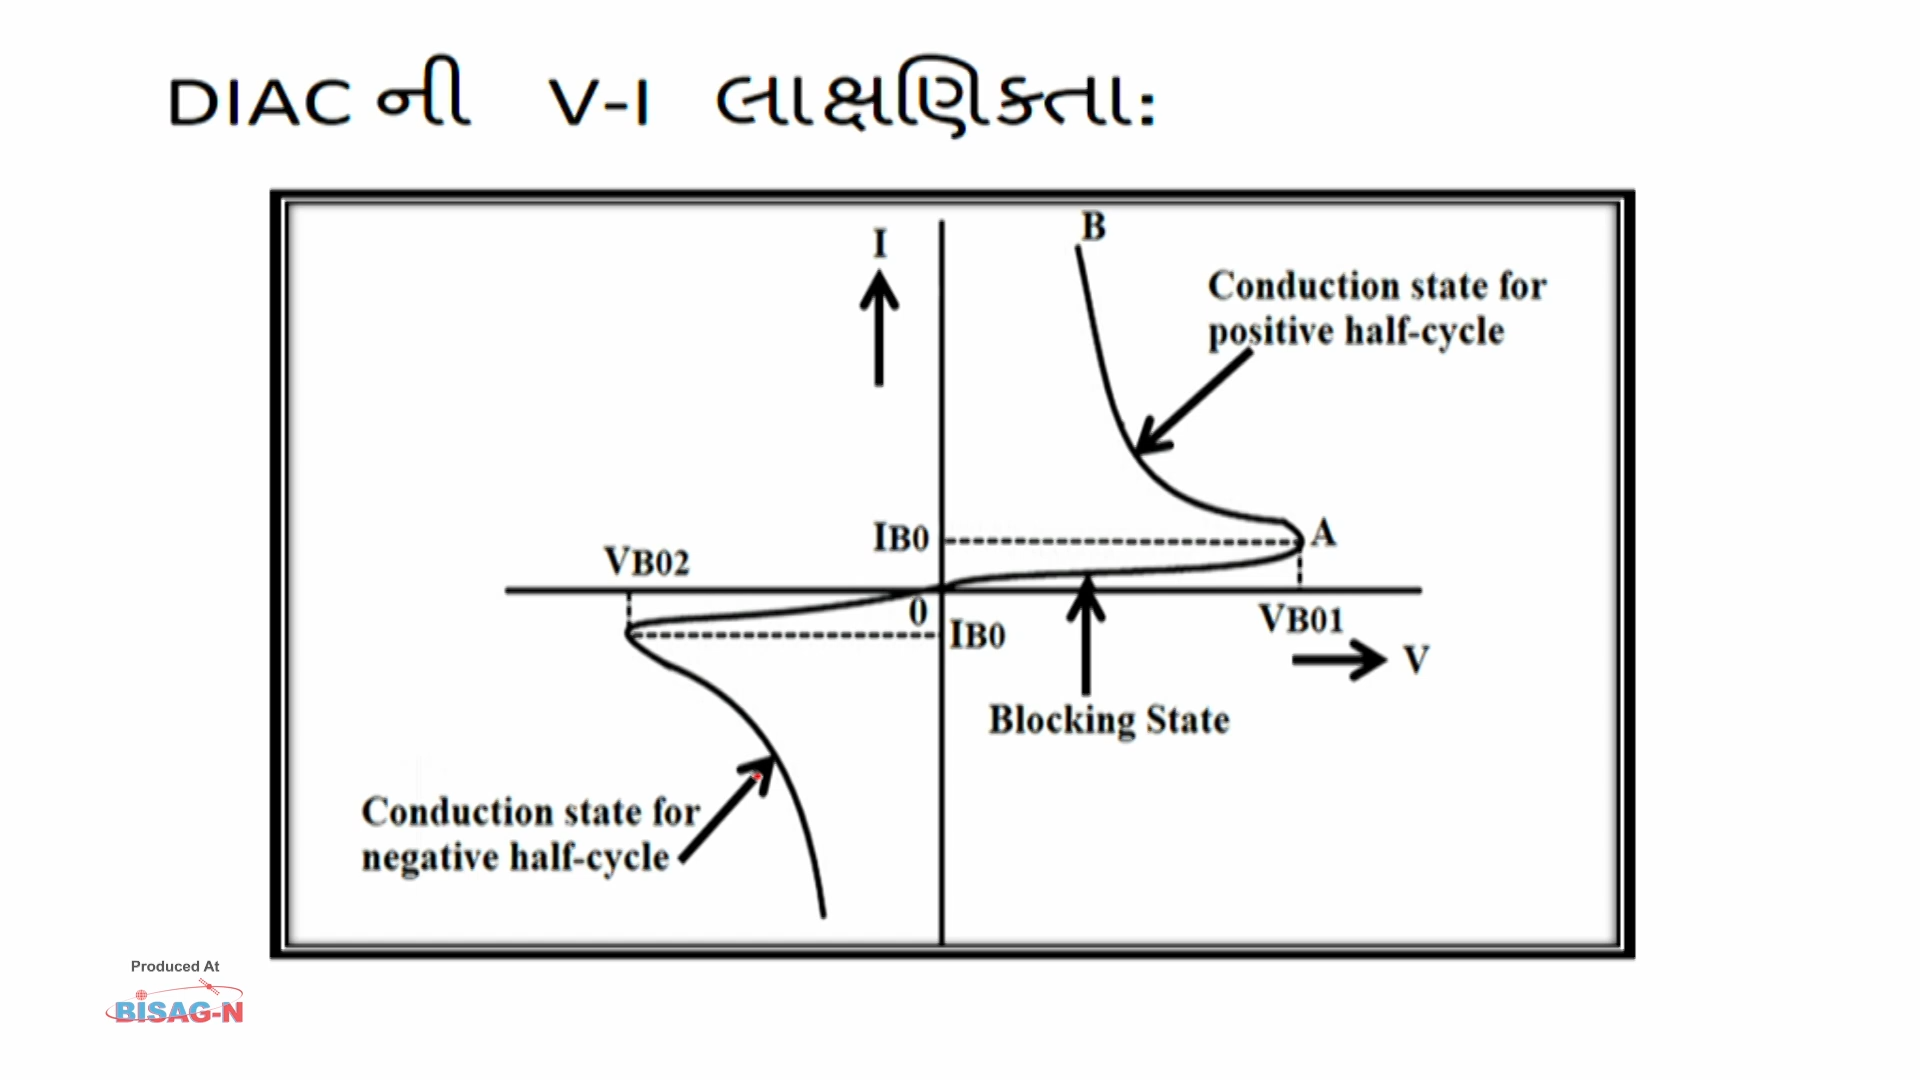 DIAC ની V-I લાક્ષણિકતાઃ
B
I
Conduction state for
positive half-cycle
IB0
A
VB02
0
IB0
VB01
V
Blocking State
Conduction state for
negative half-cycle
Produced At
BISAG-N